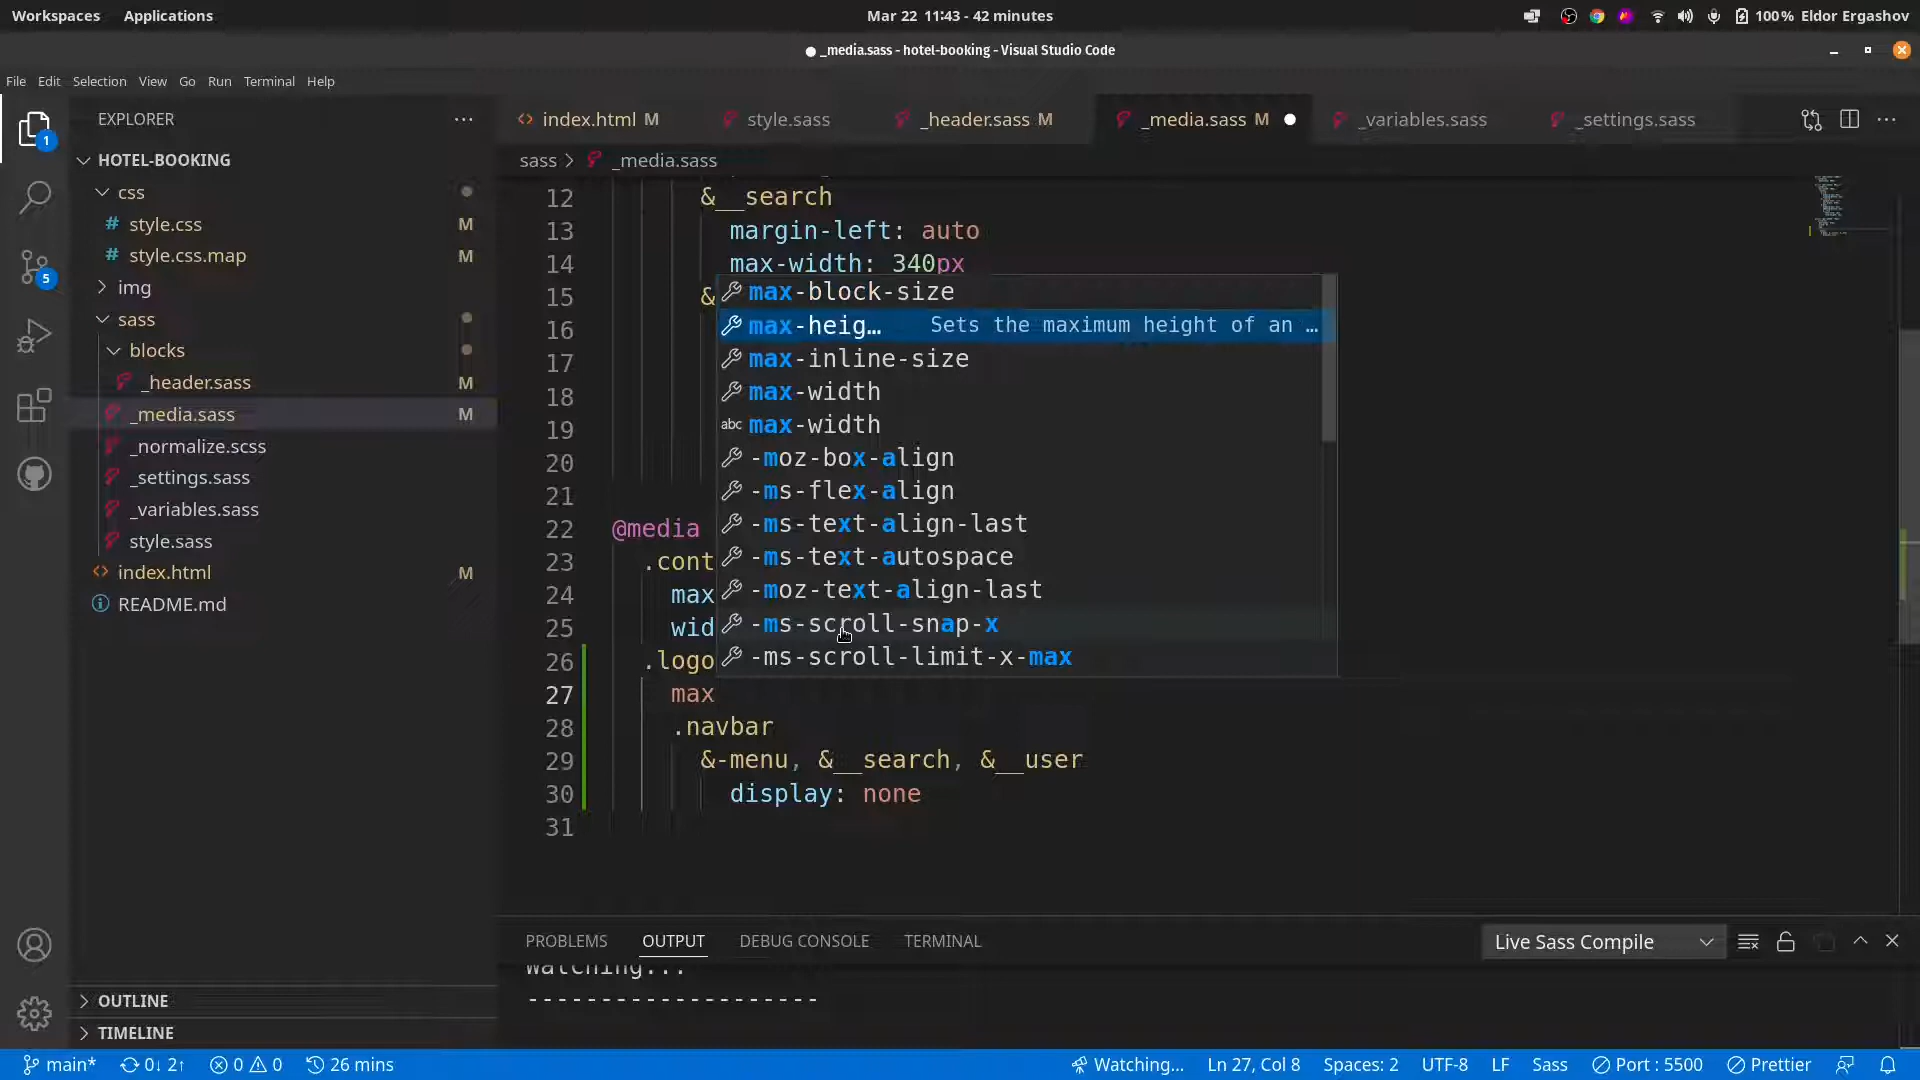 Workspaces Applications Mar 22 11:43 - 42 minutes 100% Eldor Ergashov
_media.sass - hotel-booking - Visual Studio Code
File Edit Selection View Go Run Terminal Help
EXPLORER
HOTEL-BOOKING
css
style.css M
style.css.map M
img
sass
blocks
_header.sass M
_media.sass M
_normalize.scss
_settings.sass
_variables.sass
style.sass
index.html M
README.md
OUTLINE
TIMELINE
1
5
index.html M style.sass _header.sass M _media.sass M _variables.sass _settings.sass
sass > _media.sass
12 &__search
13 margin-left: auto
14 max-width: 340px
15 &
16
17
18
19
20
21
22 @media
23 .cont
24 max
25 wid
26 .logo
27 max
28 .navbar
29 &-menu, &__search, &__user
30 display: none
31
max-block-size
max-heig… Sets the maximum height of an …
max-inline-size
max-width
abc max-width
-moz-box-align
-ms-flex-align
-ms-text-align-last
-ms-text-autospace
-moz-text-align-last
-ms-scroll-snap-x
-ms-scroll-limit-x-max
PROBLEMS OUTPUT DEBUG CONSOLE TERMINAL Live Sass Compile
Watching...
--------------------
main* 0↓ 2↑ 0 0 26 mins Watching... Ln 27, Col 8 Spaces: 2 UTF-8 LF Sass Port : 5500 Prettier